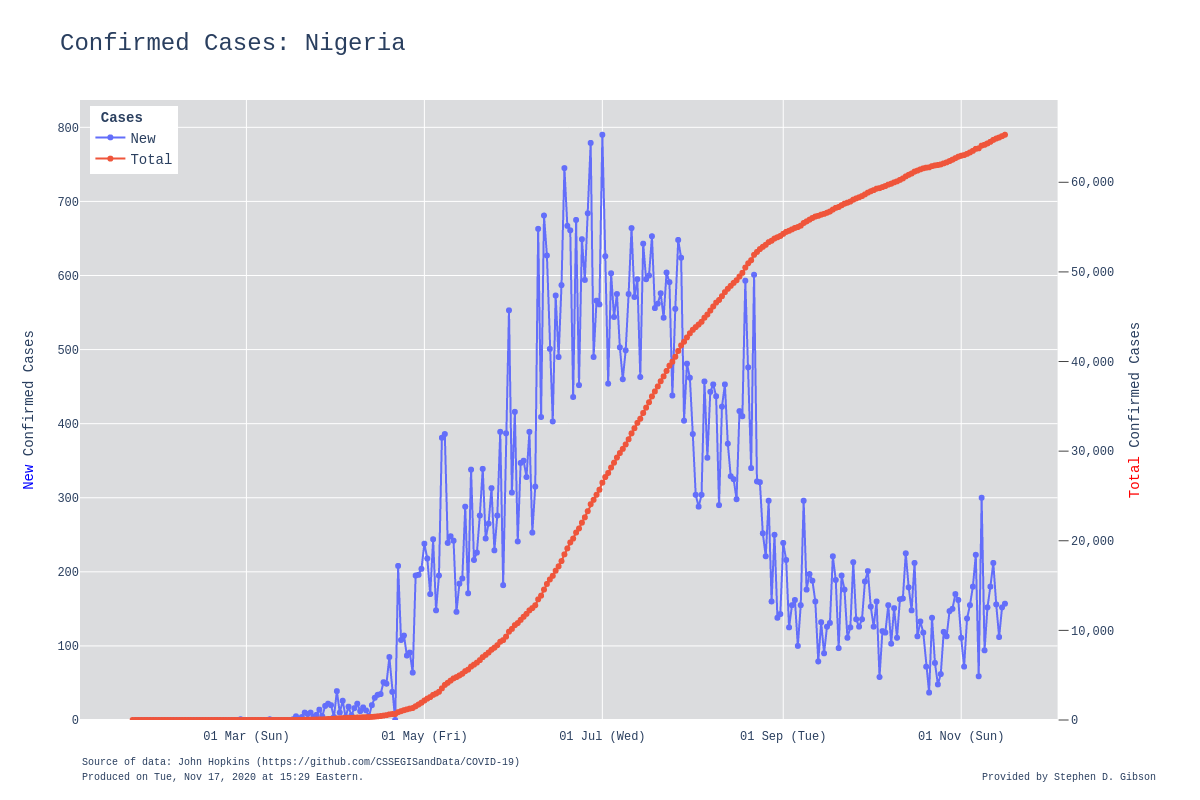 Confirmed Cases: Nigeria
Cases
New
Total
800
700
600
500
400
300
200
100
0
60,000
50,000
40,000
30,000
20,000
10,000
0
New Confirmed Cases
Total Confirmed Cases
01 Mar (Sun)
01 May (Fri)
01 Jul (Wed)
01 Sep (Tue)
01 Nov (Sun)
Source of data: John Hopkins (https://github.com/CSSEGISandData/COVID-19)
Produced on Tue, Nov 17, 2020 at 15:29 Eastern.
Provided by Stephen D. Gibson